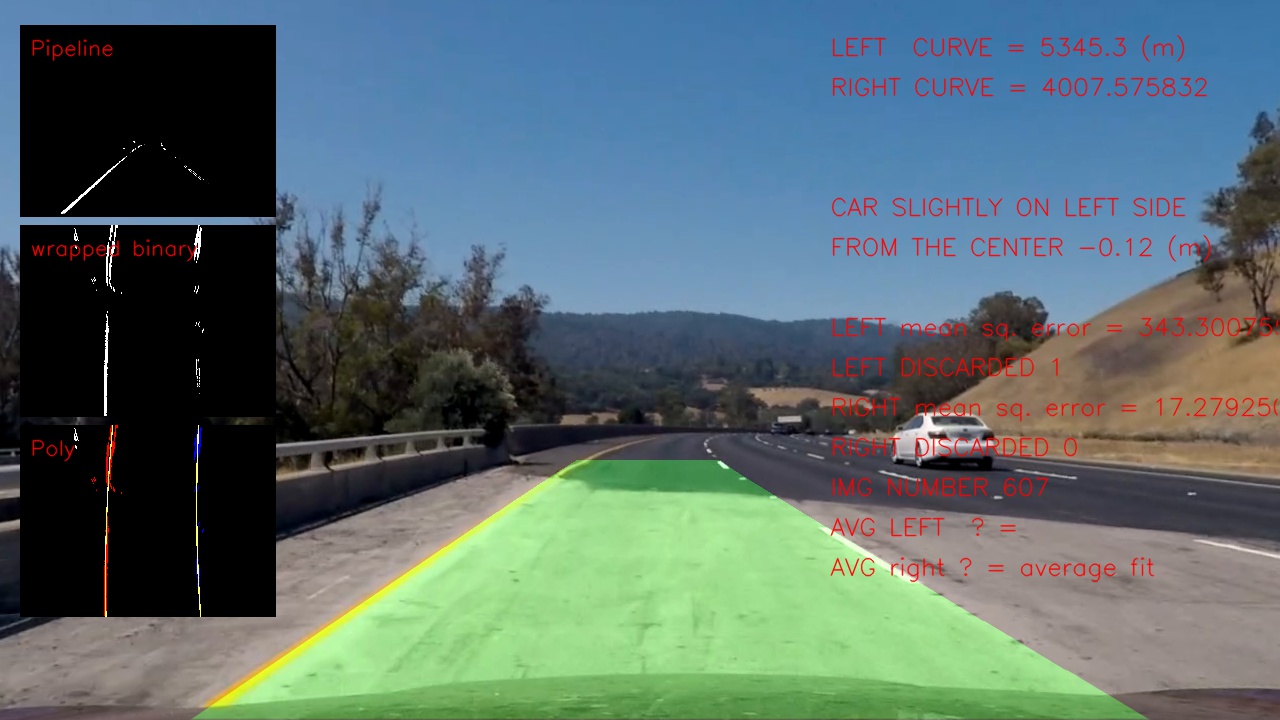 Pipeline
wrapped binary
Poly
LEFT CURVE = 5345.3 (m)
RIGHT CURVE = 4007.575832
CAR SLIGHTLY ON LEFT SIDE
FROM THE CENTER -0.12 (m)
LEFT mean sq. error = 343.30075
LEFT DISCARDED 1
RIGHT mean sq. error = 17.27925
RIGHT DISCARDED 0
IMG NUMBER 607
AVG LEFT ? =
AVG right ? = average fit